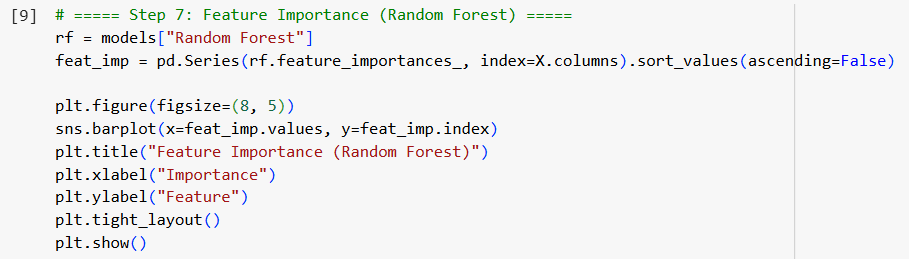 [9] # ===== Step 7: Feature Importance (Random Forest) =====
rf = models["Random Forest"]
feat_imp = pd.Series(rf.feature_importances_, index=X.columns).sort_values(ascending=False)

plt.figure(figsize=(8, 5))
sns.barplot(x=feat_imp.values, y=feat_imp.index)
plt.title("Feature Importance (Random Forest)")
plt.xlabel("Importance")
plt.ylabel("Feature")
plt.tight_layout()
plt.show()